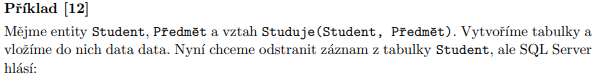 Příklad [12]
Mějme entity Student, Předmět a vztah Studuje(Student, Předmět). Vytvoříme tabulky a
vložíme do nich data data. Nyní chceme odstranit záznam z tabulky Student, ale SQL Server
hlásí: